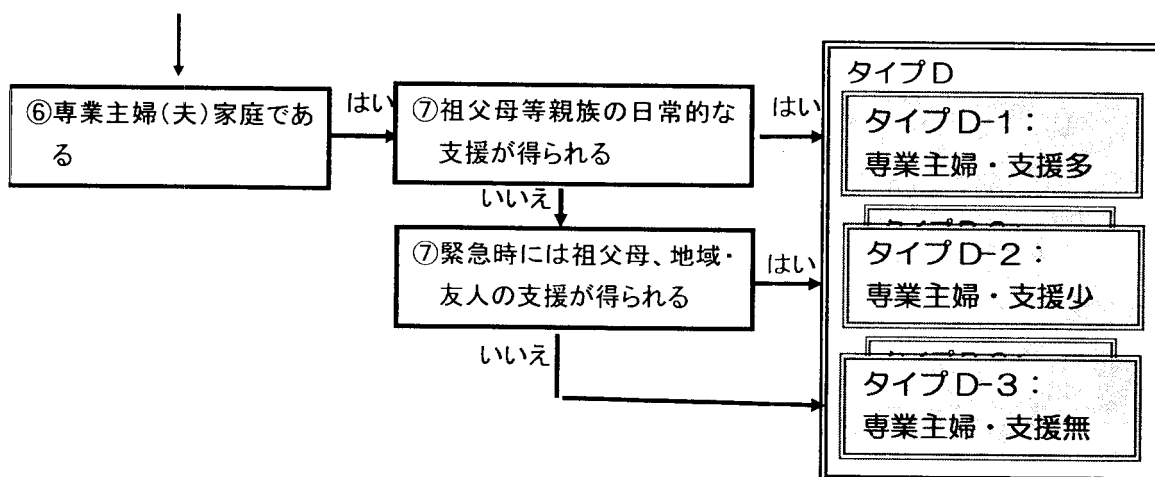 ⑥専業主婦(夫)家庭であ
る
はい
⑦祖父母等親族の日常的な
支援が得られる
はい
いいえ
⑦緊急時には祖父母、地域・
友人の支援が得られる
はい
いいえ
タイプD
タイプD-1：
専業主婦・支援多
タイプD-2：
専業主婦・支援少
タイプD-3：
専業主婦・支援無